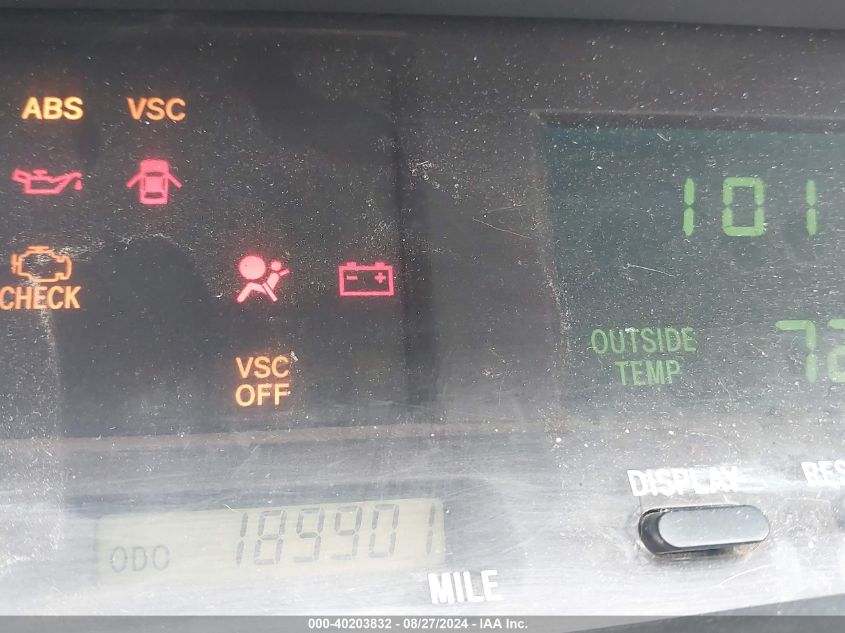 ABS VSC
101
CHECK
OUTSIDE
TEMP
72
VSC
OFF
DISPLAY
RES
ODO 189901
MILE
000-40203832 - 08/27/2024 - IAA Inc.